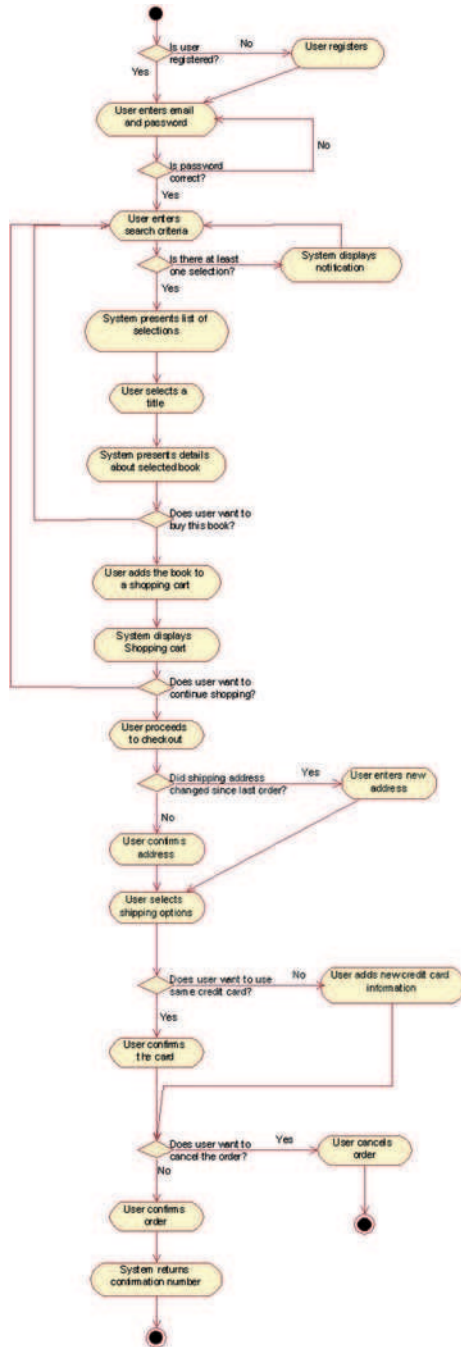 Is user
registered?
No
User registers
Yes
User enters email
and password
No
Is password
correct?
Yes
User enters
search criteria
Is there at least
one selection?
System displays
notification
Yes
System presents list of
selections
User selects a
title
System presents details
about selected book
Does user want to
buy this book?
User adds the book to
a shopping cart
System displays
Shopping cart
Does user want to
continue shopping?
User proceeds
to checkout
Did shipping address
changed since last order?
Yes
User enters new
address
No
User confirms
address
User selects
shipping options
Does user want to use
same credit card?
No
User adds new credit card
information
Yes
User confirms
the card
Does user want to
cancel the order?
Yes
User cancels
order
No
User confirms
order
System returns
confirmation number